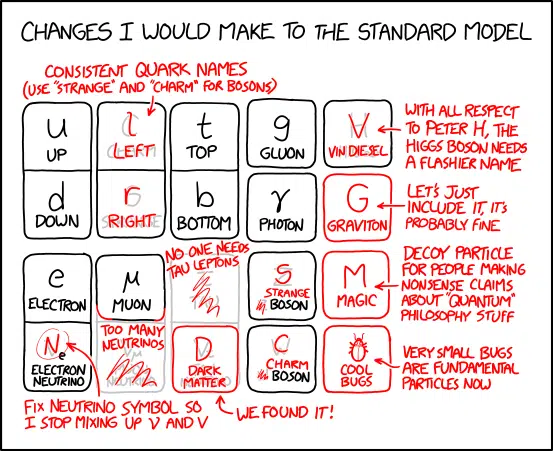 CHANGES I WOULD MAKE TO THE STANDARD MODEL
CONSISTENT QUARK NAMES
(USE "STRANGE" AND "CHARM" FOR BOSONS)
u
UP
l
LEFT
t
TOP
g
GLUON
V
VIN DIESEL
WITH ALL RESPECT
TO PETER H, THE
HIGGS BOSON NEEDS
A FLASHIER NAME
d
DOWN
r
RIGHT
b
BOTTOM
γ
PHOTON
G
GRAVITON
LET'S JUST
INCLUDE IT, IT'S
PROBABLY FINE
e
ELECTRON
μ
MUON
NO ONE NEEDS
TAU LEPTONS
S
STRANGE
BOSON
M
MAGIC
DECOY PARTICLE
FOR PEOPLE MAKING
NONSENSE CLAIMS
ABOUT "QUANTUM"
PHILOSOPHY STUFF
Ne
ELECTRON
NEUTRINO
TOO MANY
NEUTRINOS
D
DARK
MATTER
C
CHARM
BOSON
COOL
BUGS
VERY SMALL BUGS
ARE FUNDAMENTAL
PARTICLES NOW
FIX NEUTRINO SYMBOL SO
I STOP MIXING UP ν AND V
WE FOUND IT!